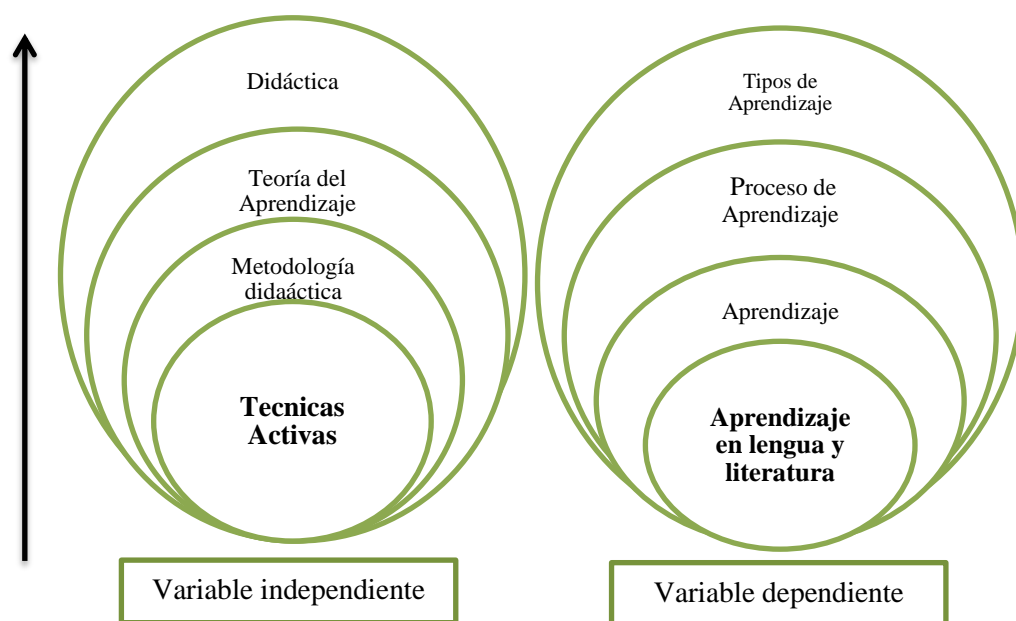 Didáctica
Teoría del
Aprendizaje
Metodología
didaáctica
Tecnicas
Activas
Variable independiente
Tipos de
Aprendizaje
Proceso de
Aprendizaje
Aprendizaje
Aprendizaje
en lengua y
literatura
Variable dependiente